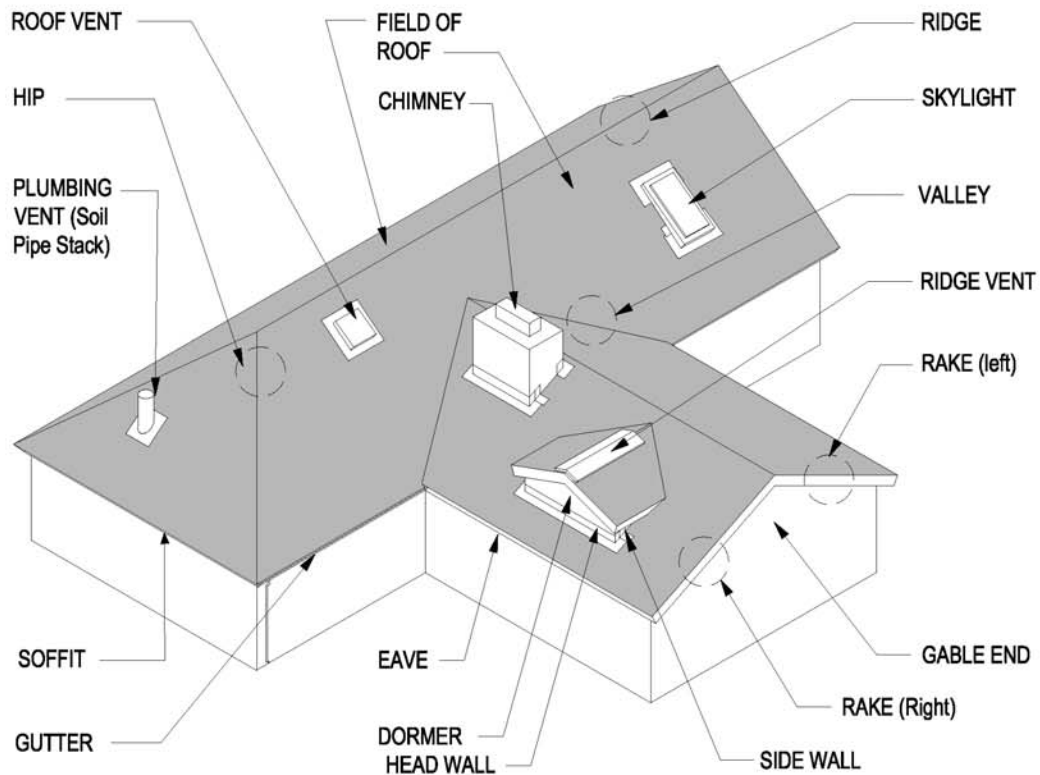 ROOF VENT
HIP
PLUMBING
VENT (Soil
Pipe Stack)
FIELD OF
ROOF
CHIMNEY
RIDGE
SKYLIGHT
VALLEY
RIDGE VENT
RAKE (left)
SOFFIT
GUTTER
EAVE
DORMER
HEAD WALL
SIDE WALL
RAKE (Right)
GABLE END